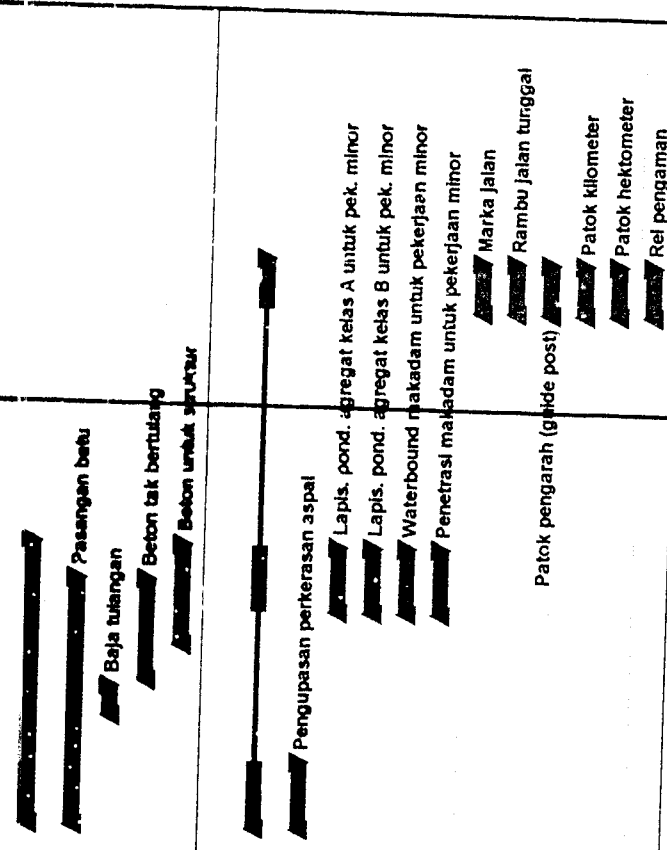 Pasangan batu
Baja tulangan
Beton tak bertulang
Beton untuk struktur
Pengupasan perkerasan aspal
Lapis. pond. agregat kelas A untuk pek. minor
Lapis. pond. agregat kelas B untuk pek. minor
Waterbound makadam untuk pekerjaan minor
Penetrasi makadam untuk pekerjaan minor
Marka jalan
Rambu jalan tunggal
Patok pengarah (guide post)
Patok kilometer
Patok hektometer
Rel pengaman